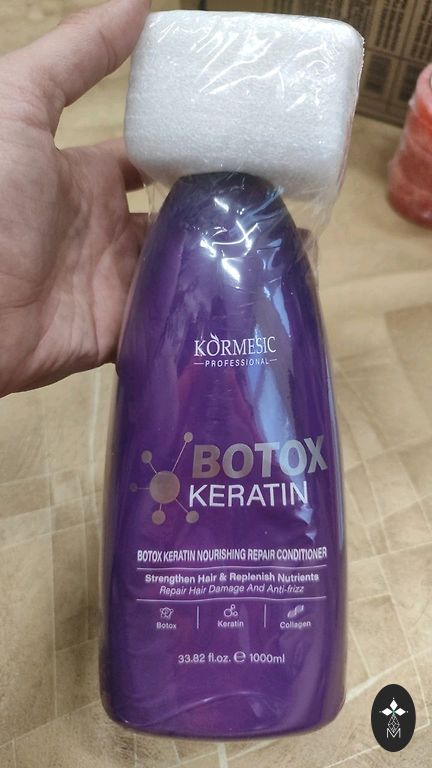 KORMESIC
PROFESSIONAL
BOTOX
KERATIN
BOTOX KERATIN NOURISHING REPAIR CONDITIONER
Strengthen Hair & Replenish Nutrients
Repair Hair Damage And Anti-frizz
Botox Keratin Collagen
33.82 fl.oz. ℮ 1000ml
M